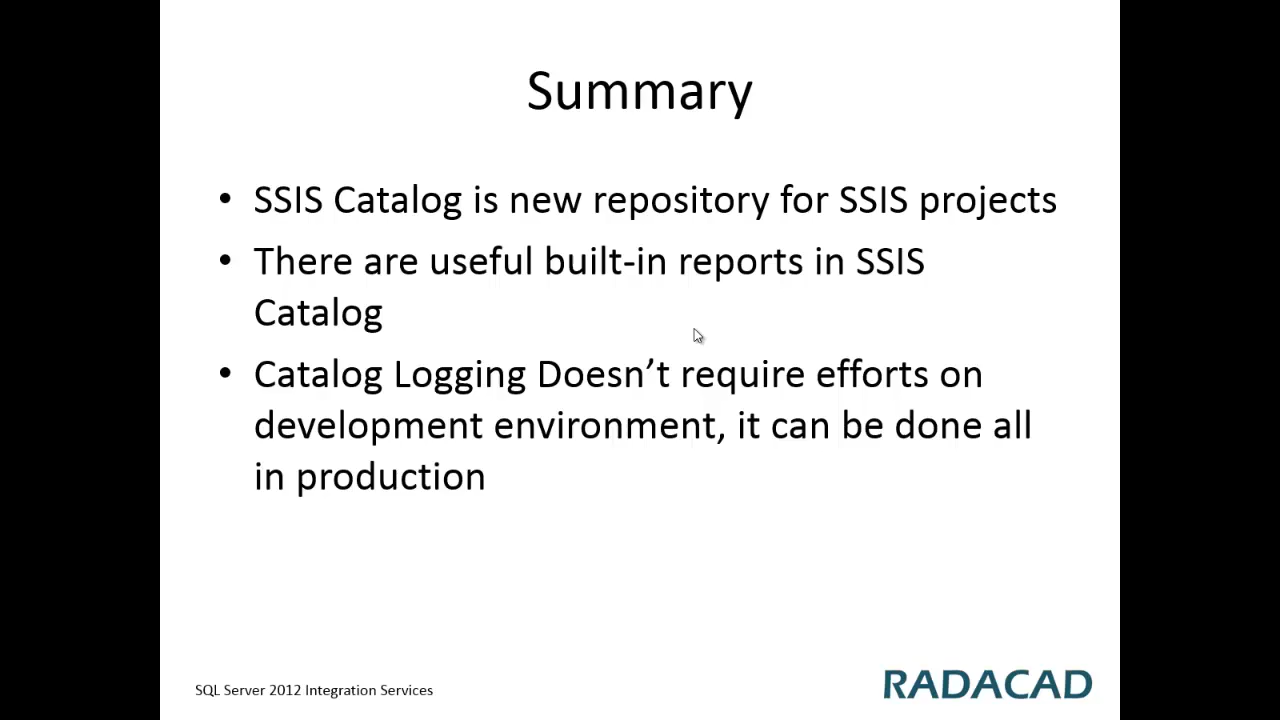 Summary
• SSIS Catalog is new repository for SSIS projects
• There are useful built-in reports in SSIS
Catalog
• Catalog Logging Doesn’t require efforts on
development environment, it can be done all
in production
SQL Server 2012 Integration Services
RADACAD